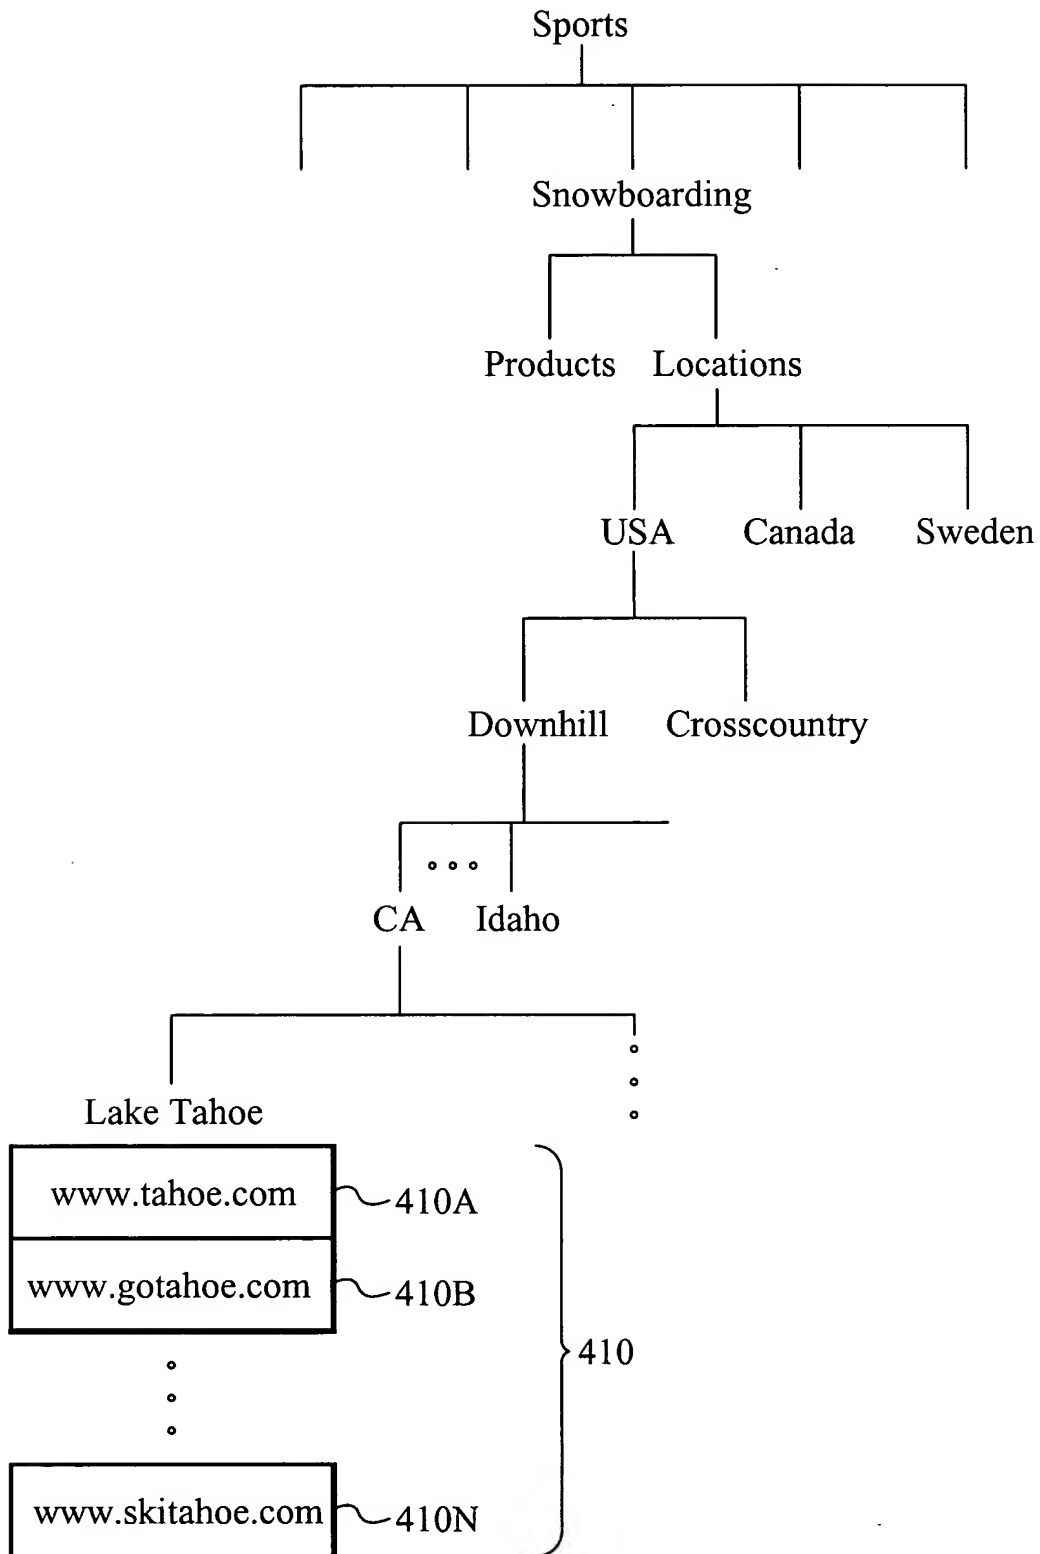 Sports
Snowboarding
Products Locations
USA Canada Sweden
Downhill Crosscountry
CA Idaho
Lake Tahoe
www.tahoe.com 410A
www.gotahoe.com 410B
410
www.skitahoe.com 410N